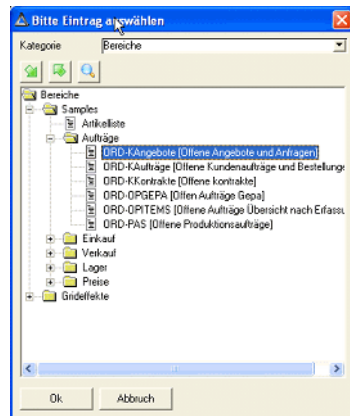 Bitte Eintrag auswählen
Kategorie Bereiche
Bereiche
Samples
Artikelliste
Aufträge
ORD-KAngebote [Offene Angebote und Anfragen]
ORD-KAufträge [Offene Kundenaufträge und Bestellunge
ORD-KKontrakte [Offene kontrakte]
ORD-OPGEPA [Offen Aufträge Gepa]
ORD-OPITEMS [Offene Aufträge Übersicht nach Erfassu
ORD-PAS [Offene Produktionsaufträge]
Einkauf
Verkauf
Lager
Preise
Grideffekte
Ok Abbruch